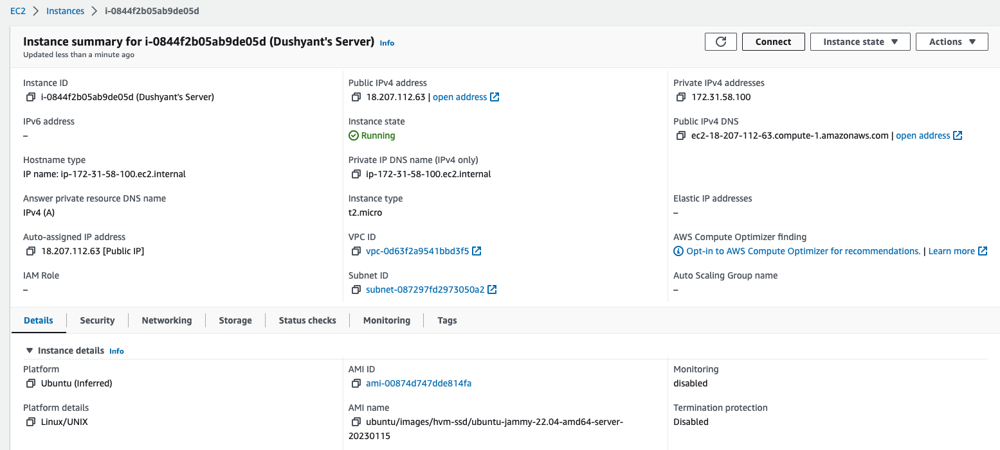 EC2 > Instances > i-0844f2b05ab9de05d
Instance summary for i-0844f2b05ab9de05d (Dushyant's Server) Info
Updated less than a minute ago
Connect
Instance state
Actions
Instance ID
i-0844f2b05ab9de05d (Dushyant's Server)
Public IPv4 address
18.207.112.63 | open address
Private IPv4 addresses
172.31.58.100
IPv6 address
–
Instance state
Running
Public IPv4 DNS
ec2-18-207-112-63.compute-1.amazonaws.com | open address
Hostname type
IP name: ip-172-31-58-100.ec2.internal
Private IP DNS name (IPv4 only)
ip-172-31-58-100.ec2.internal
Answer private resource DNS name
IPv4 (A)
Instance type
t2.micro
Elastic IP addresses
–
Auto-assigned IP address
18.207.112.63 [Public IP]
VPC ID
vpc-0d63f2a9541bbd3f5
AWS Compute Optimizer finding
Opt-in to AWS Compute Optimizer for recommendations. | Learn more
IAM Role
–
Subnet ID
subnet-087297fd2973050a2
Auto Scaling Group name
–
Details
Security
Networking
Storage
Status checks
Monitoring
Tags
Instance details Info
Platform
Ubuntu (Inferred)
AMI ID
ami-00874d747dde814fa
Monitoring
disabled
Platform details
Linux/UNIX
AMI name
ubuntu/images/hvm-ssd/ubuntu-jammy-22.04-amd64-server-
20230115
Termination protection
Disabled